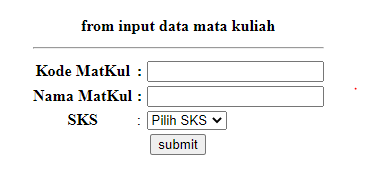 from input data mata kuliah
Kode MatKul :
Nama MatKul :
SKS : Pilih SKS
submit